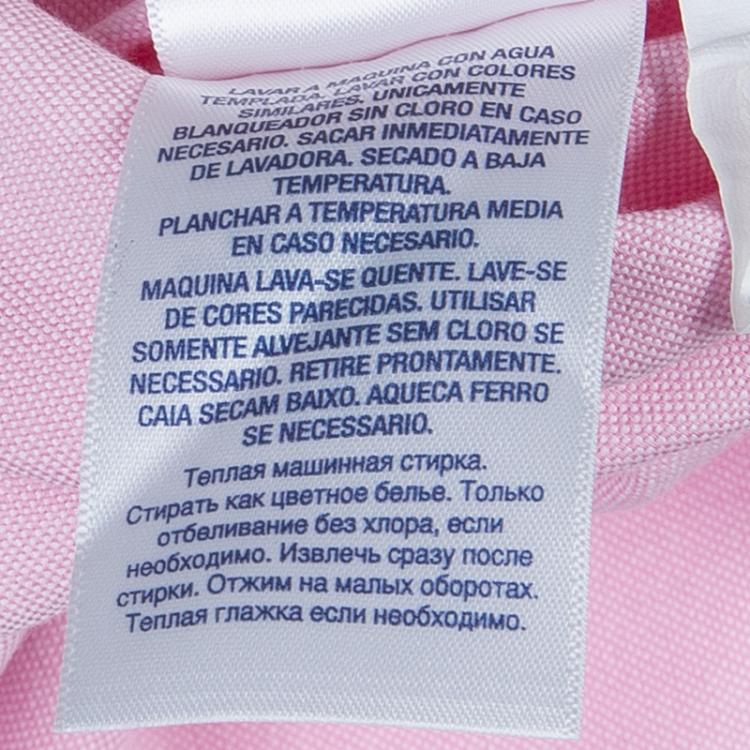 LAVAR A MAQUINA CON AGUA
TEMPLADA. LAVAR CON COLORES
SIMILARES. UNICAMENTE
BLANQUEADOR SIN CLORO EN CASO
NECESARIO. SACAR INMEDIATAMENTE
DE LAVADORA. SECADO A BAJA
TEMPERATURA.
PLANCHAR A TEMPERATURA MEDIA
EN CASO NECESARIO.
MAQUINA LAVA-SE QUENTE. LAVE-SE
DE CORES PARECIDAS. UTILISAR
SOMENTE ALVEJANTE SEM CLORO SE
NECESSARIO. RETIRE PRONTAMENTE.
CAIA SECAM BAIXO. AQUECA FERRO
SE NECESSARIO.
Теплая машинная стирка.
Стирать как цветное белье. Только
отбеливание без хлора, если
необходимо. Извлечь сразу после
стирки. Отжим на малых оборотах.
Теплая глажка если необходимо.